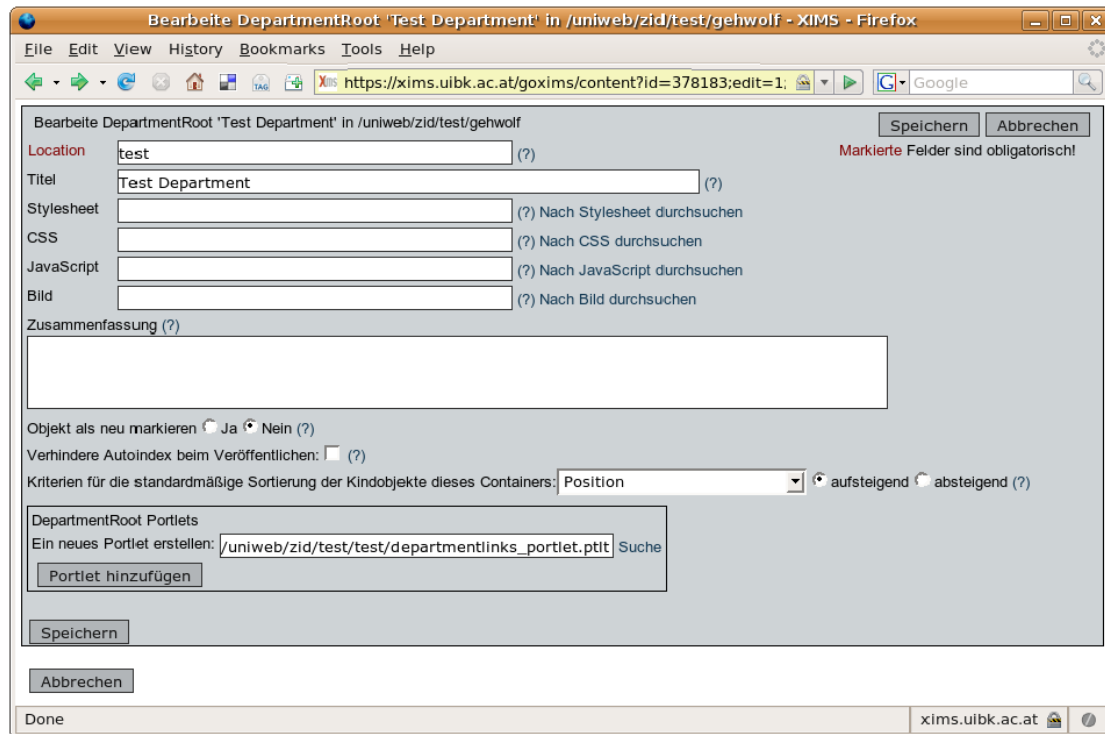 Bearbeite DepartmentRoot 'Test Department' in /uniweb/zid/test/gehwolf - XIMS - Firefox
File Edit View History Bookmarks Tools Help
TAG XIMS https://xims.uibk.ac.at/goxims/content?id=378183;edit=1; G Google
Bearbeite DepartmentRoot 'Test Department' in /uniweb/zid/test/gehwolf Speichern Abbrechen
Location test (?) Markierte Felder sind obligatorisch!
Titel Test Department (?)
Stylesheet (?) Nach Stylesheet durchsuchen
CSS (?) Nach CSS durchsuchen
JavaScript (?) Nach JavaScript durchsuchen
Bild (?) Nach Bild durchsuchen
Zusammenfassung (?)
Objekt als neu markieren Ja Nein (?)
Verhindere Autoindex beim Veröffentlichen: (?)
Kriterien für die standardmäßige Sortierung der Kindobjekte dieses Containers: Position aufsteigend absteigend (?)
DepartmentRoot Portlets
Ein neues Portlet erstellen: /uniweb/zid/test/test/departmentlinks_portlet.ptlt Suche
Portlet hinzufügen
Speichern
Abbrechen
Done xims.uibk.ac.at